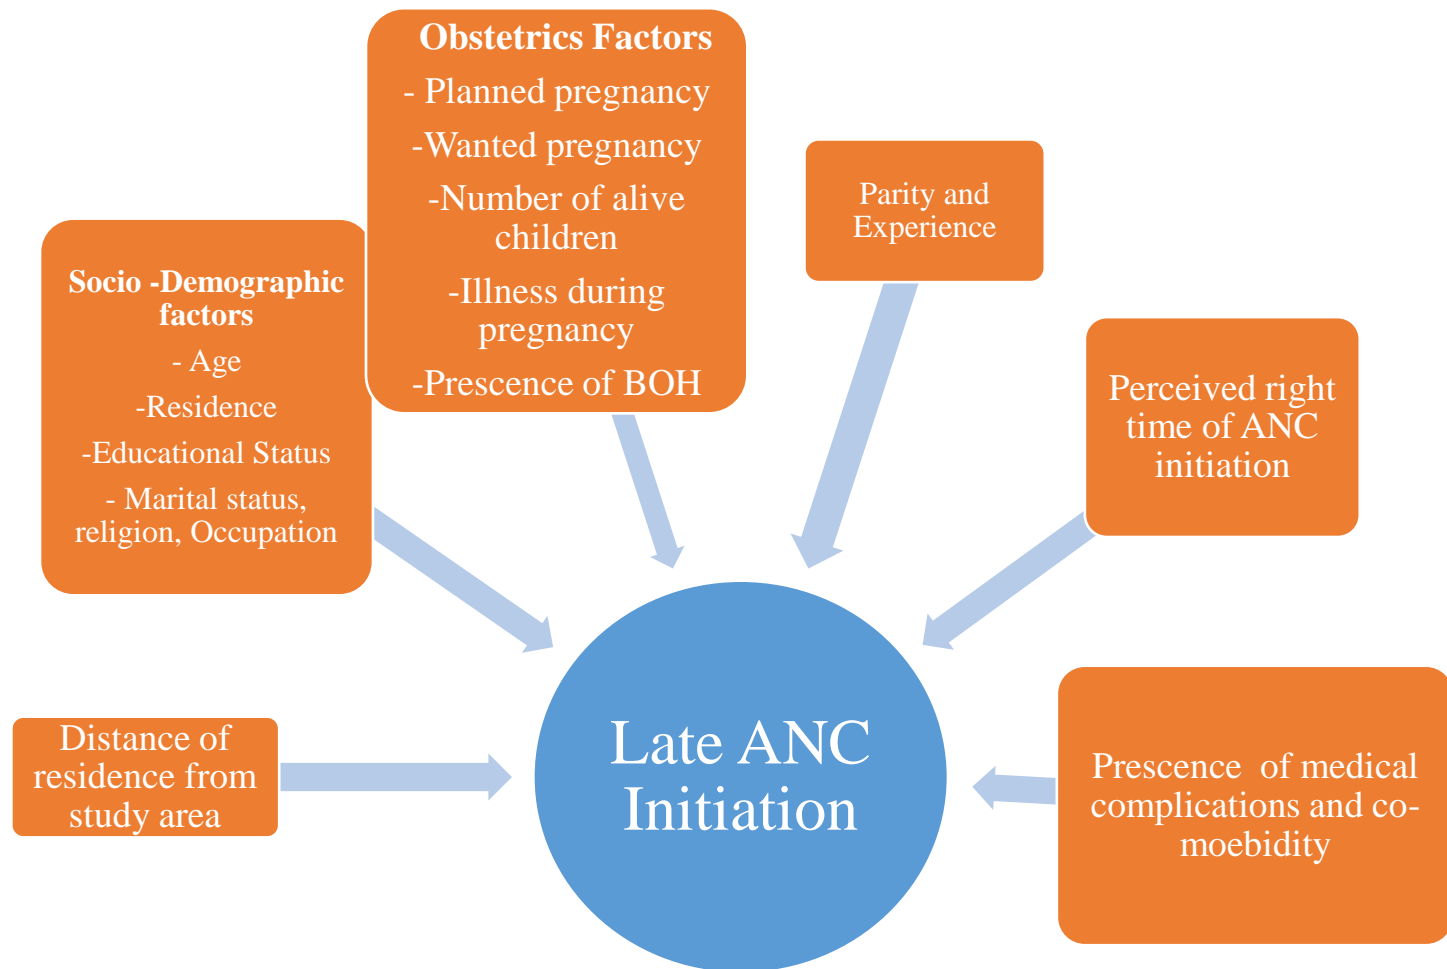 Obstetrics Factors
- Planned pregnancy
-Wanted pregnancy
-Number of alive
children
-Illness during
pregnancy
-Prescence of BOH
Parity and
Experience
Socio -Demographic
factors
- Age
-Residence
-Educational Status
- Marital status,
religion, Occupation
Perceived right
time of ANC
initiation
Distance of
residence from
study area
Late ANC
Initiation
Prescence  of medical
complications and co-
moebidity